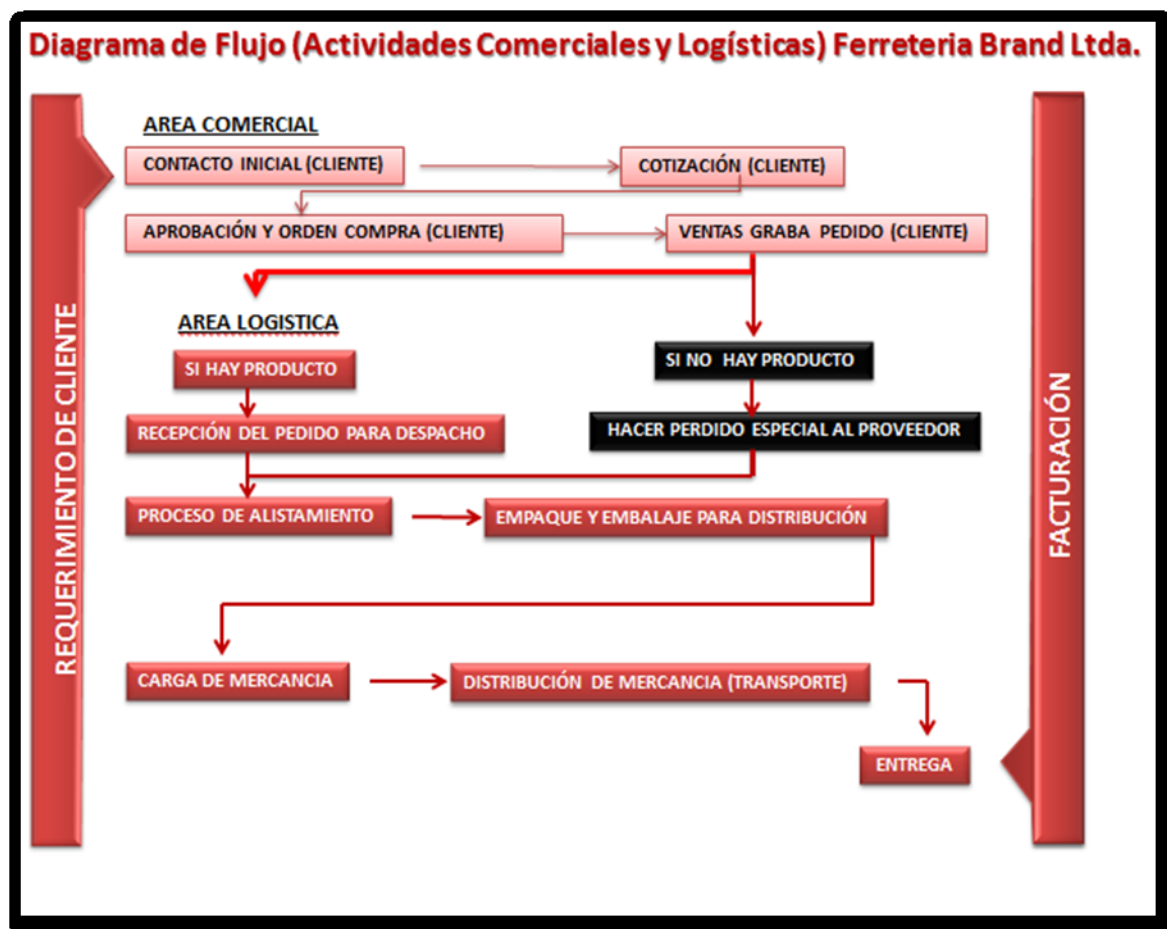 Diagrama de Flujo (Actividades Comerciales y Logísticas) Ferreteria Brand Ltda.
REQUERIMIENTO DE CLIENTE
AREA COMERCIAL
CONTACTO INICIAL (CLIENTE)
COTIZACIÓN (CLIENTE)
APROBACIÓN Y ORDEN COMPRA (CLIENTE)
VENTAS GRABA PEDIDO (CLIENTE)
AREA LOGISTICA
SI HAY PRODUCTO
SI NO HAY PRODUCTO
RECEPCIÓN DEL PEDIDO PARA DESPACHO
HACER PERDIDO ESPECIAL AL PROVEEDOR
PROCESO DE ALISTAMIENTO
EMPAQUE Y EMBALAJE PARA DISTRIBUCIÓN
CARGA DE MERCANCIA
DISTRIBUCIÓN DE MERCANCIA (TRANSPORTE)
ENTREGA
FACTURACIÓN